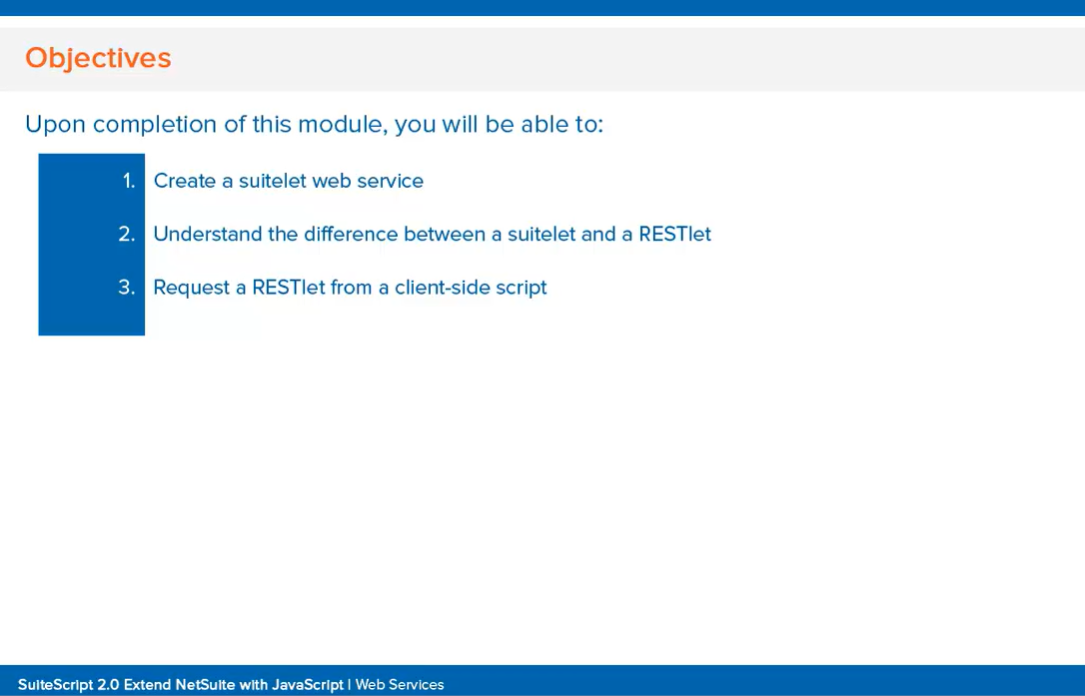 Objectives
Upon completion of this module, you will be able to:
1. Create a suitelet web service
2. Understand the difference between a suitelet and a RESTlet
3. Request a RESTlet from a client-side script
SuiteScript 2.0 Extend NetSuite with JavaScript | Web Services